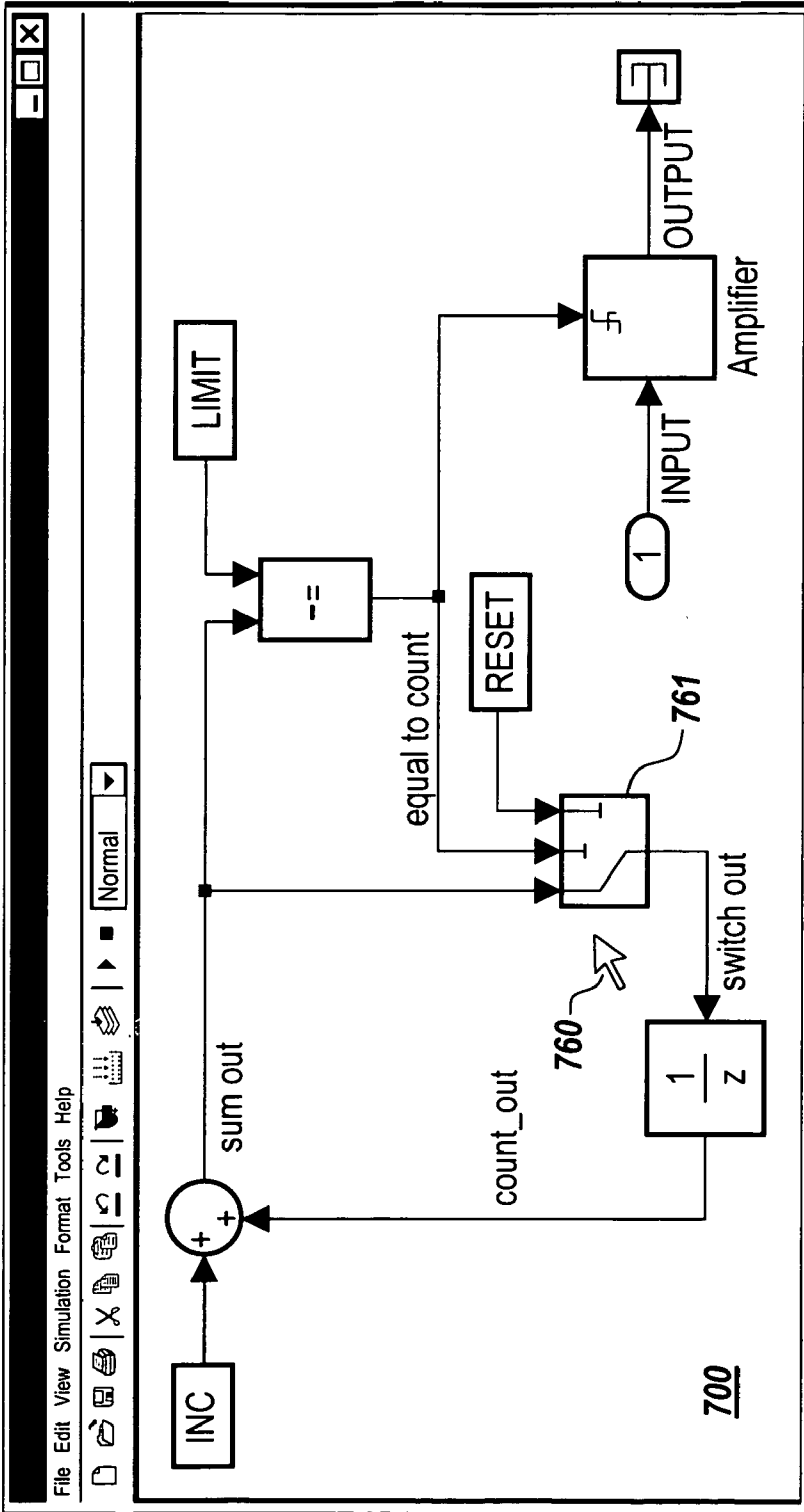 File Edit View Simulation Format Tools Help
Normal
INC
+
+
sum out
LIMIT
-=
equal to count
RESET
761
760
count_out
switch out
1
z
1
INPUT
Amplifier
OUTPUT
700